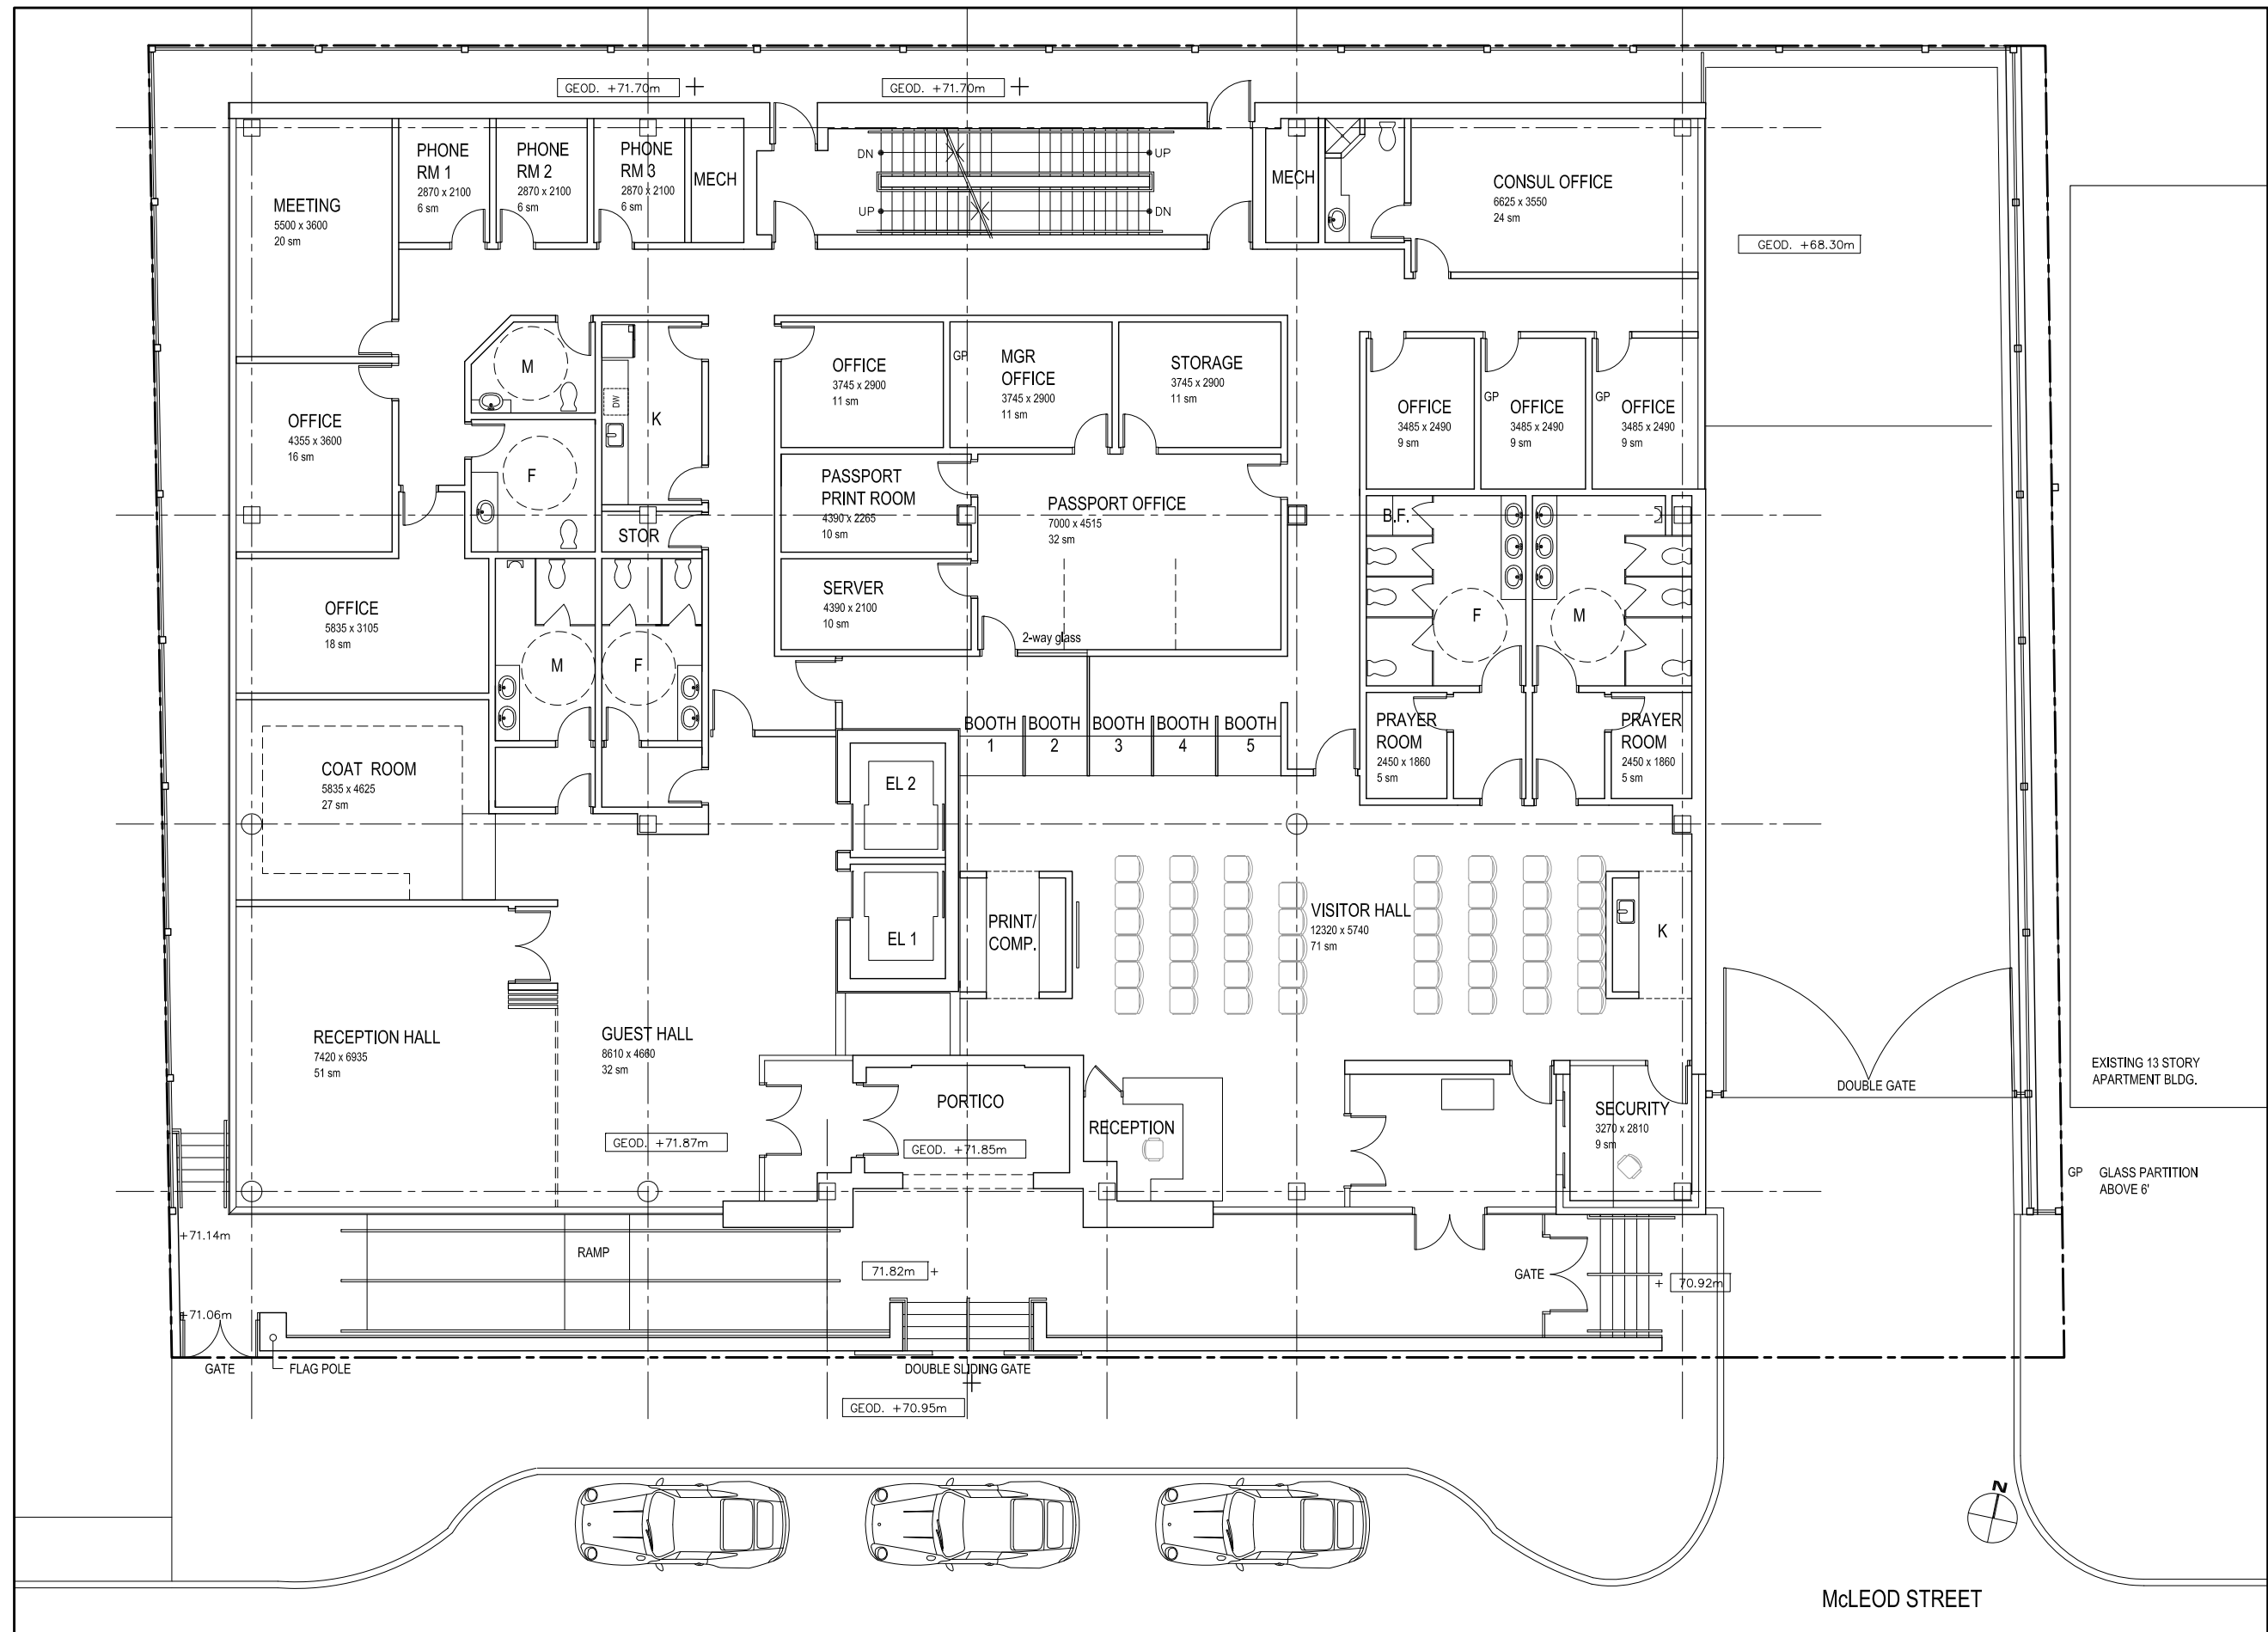 GEOD. +71.70m
GEOD. +71.70m
PHONE
RM 1
2870 x 2100
6 sm
PHONE
RM 2
2870 x 2100
6 sm
PHONE
RM 3
2870 x 2100
6 sm
MECH
DN
UP
UP
DN
MECH
CONSUL OFFICE
6625 x 3550
24 sm
MEETING
5500 x 3600
20 sm
GEOD. +68.30m
M
DW
K
OFFICE
3745 x 2900
11 sm
GP
MGR
OFFICE
3745 x 2900
11 sm
STORAGE
3745 x 2900
11 sm
OFFICE
3485 x 2490
9 sm
GP
OFFICE
3485 x 2490
9 sm
GP
OFFICE
3485 x 2490
9 sm
OFFICE
4355 x 3600
16 sm
F
PASSPORT
PRINT ROOM
4390 x 2265
10 sm
PASSPORT OFFICE
7000 x 4515
32 sm
B.F.
STOR
SERVER
4390 x 2100
10 sm
OFFICE
5835 x 3105
18 sm
M
F
2-way glass
F
M
BOOTH
1
BOOTH
2
BOOTH
3
BOOTH
4
BOOTH
5
PRAYER
ROOM
2450 x 1860
5 sm
PRAYER
ROOM
2450 x 1860
5 sm
COAT ROOM
5835 x 4625
27 sm
EL 2
EL 1
PRINT/
COMP.
VISITOR HALL
12320 x 5740
71 sm
K
RECEPTION HALL
7420 x 6935
51 sm
GUEST HALL
8610 x 4660
32 sm
PORTICO
RECEPTION
SECURITY
3270 x 2810
9 sm
DOUBLE GATE
EXISTING 13 STORY
APARTMENT BLDG.
GEOD. +71.87m
GEOD. +71.85m
GP GLASS PARTITION
ABOVE 6'
+71.14m
RAMP
71.82m +
GATE
+ 70.92m
+71.06m
GATE
FLAG POLE
DOUBLE SLIDING GATE
GEOD. +70.95m
N
McLEOD STREET